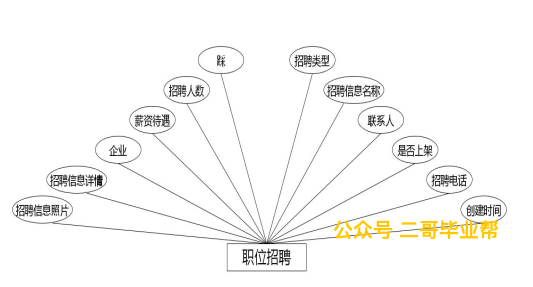 踩
招聘类型
招聘人数
招聘信息名称
薪资待遇
联系人
企业
是否上架
招聘信息详情
招聘电话
招聘信息照片
创建时间
公众号 二哥毕业帮
职位招聘